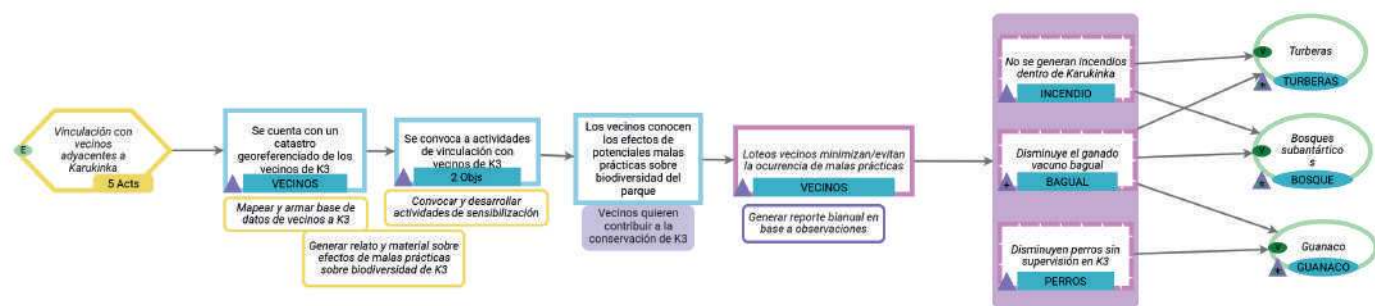 E
Vinculación con
vecinos
adyacentes a
Karukinka
5 Acts
Se cuenta con un
catastro
georeferenciado de los
vecinos de K3
VECINOS
Mapear y armar base de
datos de vecinos a K3
Generar relato y material sobre
efectos de malas prácticas
sobre biodiversidad de K3
Se convoca a actividades
de vinculación con
vecinos de K3
2 Objs
Convocar y desarrollar
actividades de sensibilización
Los vecinos conocen
los efectos de
potenciales malas
prácticas sobre
biodiversidad del
parque
Vecinos quieren
contribuir a la
conservación de K3
Loteos vecinos minimizan/evitan
la ocurrencia de malas prácticas
VECINOS
Generar reporte bianual en
base a observaciones
No se generan incendios
dentro de Karukinka
INCENDIO
Disminuye el ganado
vacuno bagual
BAGUAL
Disminuyen perros sin
supervisión en K3
PERROS
Turberas
TURBERAS
Bosques
subantártico
s
BOSQUE
Guanaco
GUANACO